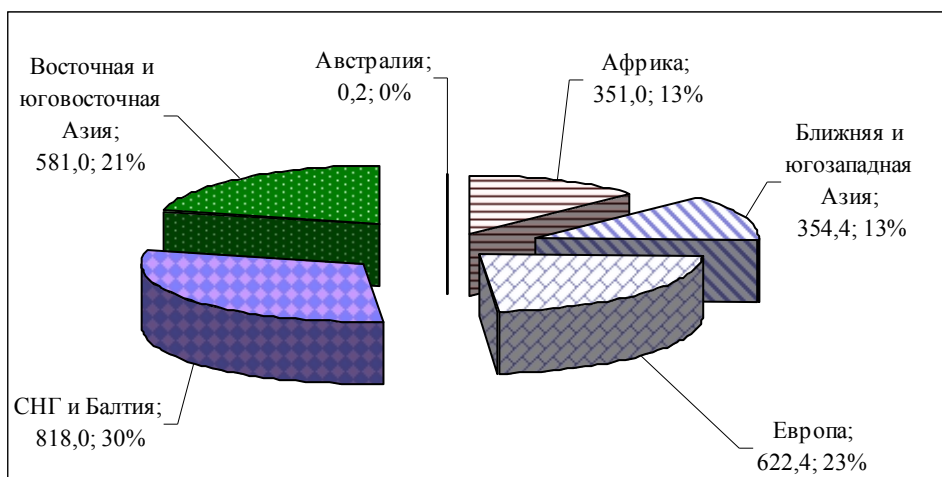 Восточная и
юговосточная
Азия;
581,0; 21%
Австралия;
0,2; 0%
Африка;
351,0; 13%
Ближняя и
югозападная
Азия;
354,4; 13%
СНГ и Балтия;
818,0; 30%
Европа;
622,4; 23%